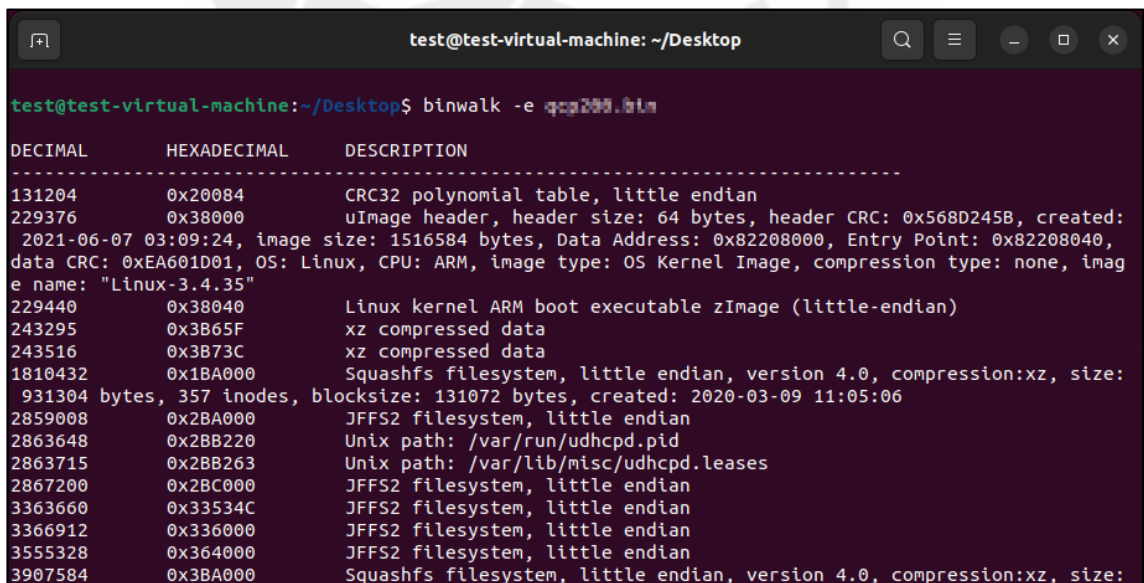 test@test-virtual-machine: ~/Desktop
test@test-virtual-machine:~/Desktop$ binwalk -e
DECIMAL       HEXADECIMAL     DESCRIPTION
--------------------------------------------------------------------------------
131204        0x20084         CRC32 polynomial table, little endian
229376        0x38000         uImage header, header size: 64 bytes, header CRC: 0x568D245B, created:
 2021-06-07 03:09:24, image size: 1516584 bytes, Data Address: 0x82208000, Entry Point: 0x82208040,
data CRC: 0xEA601D01, OS: Linux, CPU: ARM, image type: OS Kernel Image, compression type: none, imag
e name: "Linux-3.4.35"
229440        0x38040         Linux kernel ARM boot executable zImage (little-endian)
243295        0x3B65F         xz compressed data
243516        0x3B73C         xz compressed data
1810432       0x1BA000        Squashfs filesystem, little endian, version 4.0, compression:xz, size:
 931304 bytes, 357 inodes, blocksize: 131072 bytes, created: 2020-03-09 11:05:06
2859008       0x2BA000        JFFS2 filesystem, little endian
2863648       0x2BB220        Unix path: /var/run/udhcpd.pid
2863715       0x2BB263        Unix path: /var/lib/misc/udhcpd.leases
2867200       0x2BC000        JFFS2 filesystem, little endian
3363660       0x33534C        JFFS2 filesystem, little endian
3366912       0x336000        JFFS2 filesystem, little endian
3555328       0x364000        JFFS2 filesystem, little endian
3907584       0x3BA000        Squashfs filesystem, little endian, version 4.0, compression:xz, size: